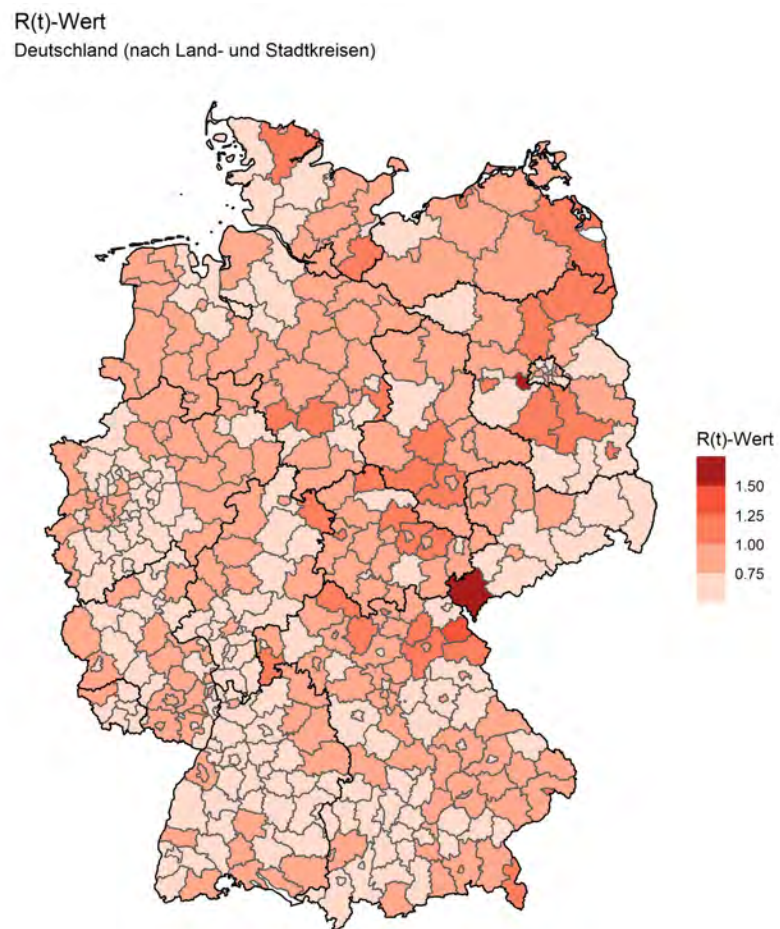 R(t)-Wert
Deutschland (nach Land- und Stadtkreisen)
R(t)-Wert
1.50
1.25
1.00
0.75